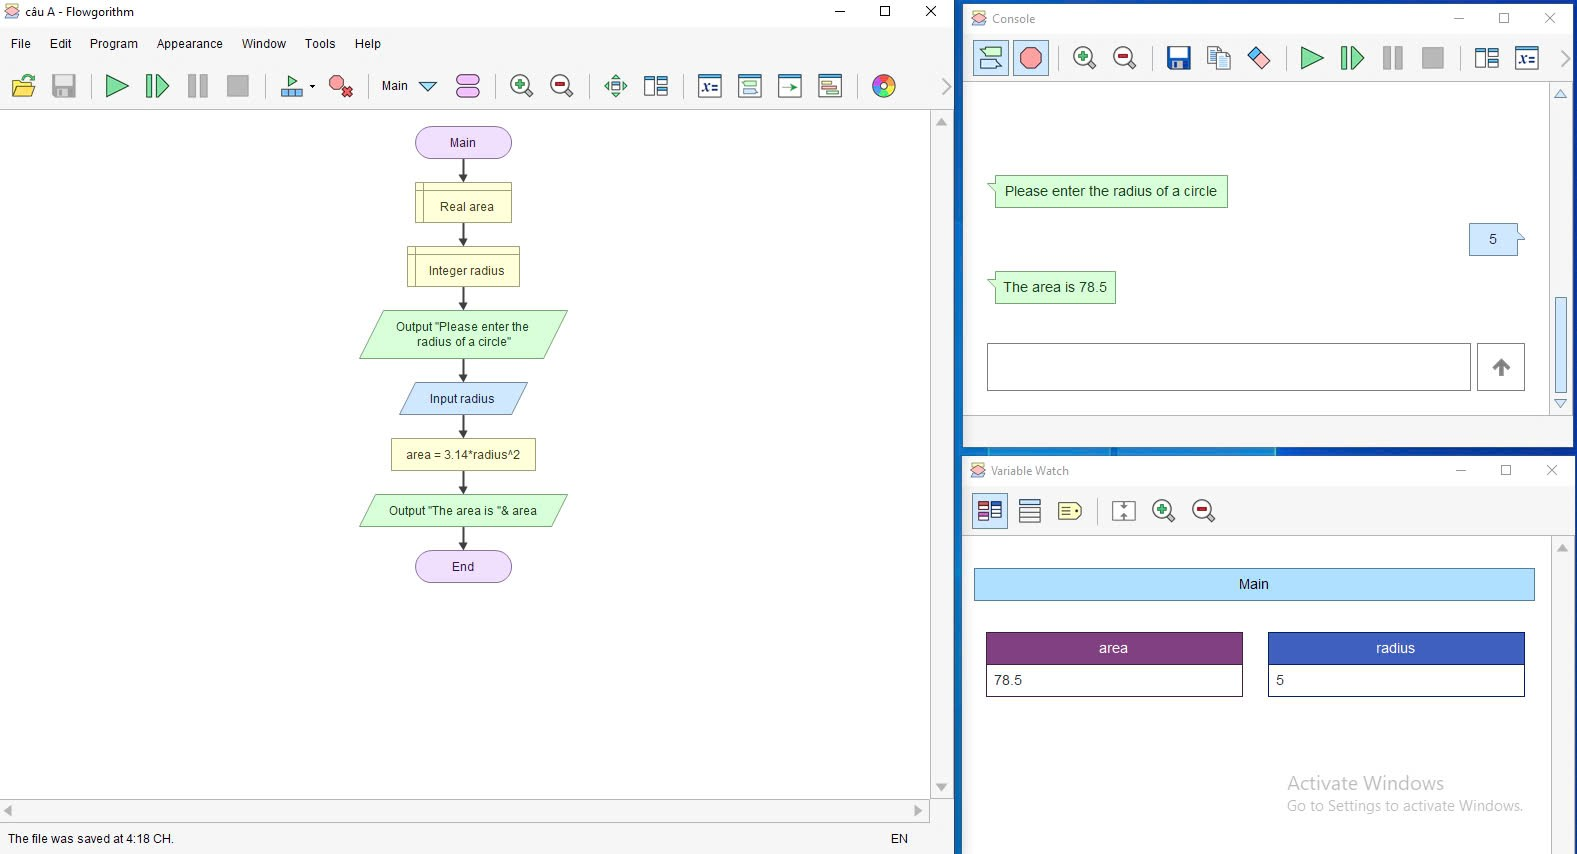 câu A - Flowgorithm
File Edit Program Appearance Window Tools Help
Main
Main
Real area
Integer radius
Output "Please enter the
radius of a circle"
Input radius
area = 3.14*radius^2
Output "The area is "& area
End
The file was saved at 4:18 CH.
EN
Console
x=
Please enter the radius of a circle
5
The area is 78.5
Variable Watch
Main
area
radius
78.5
5
Activate Windows
Go to Settings to activate Windows.